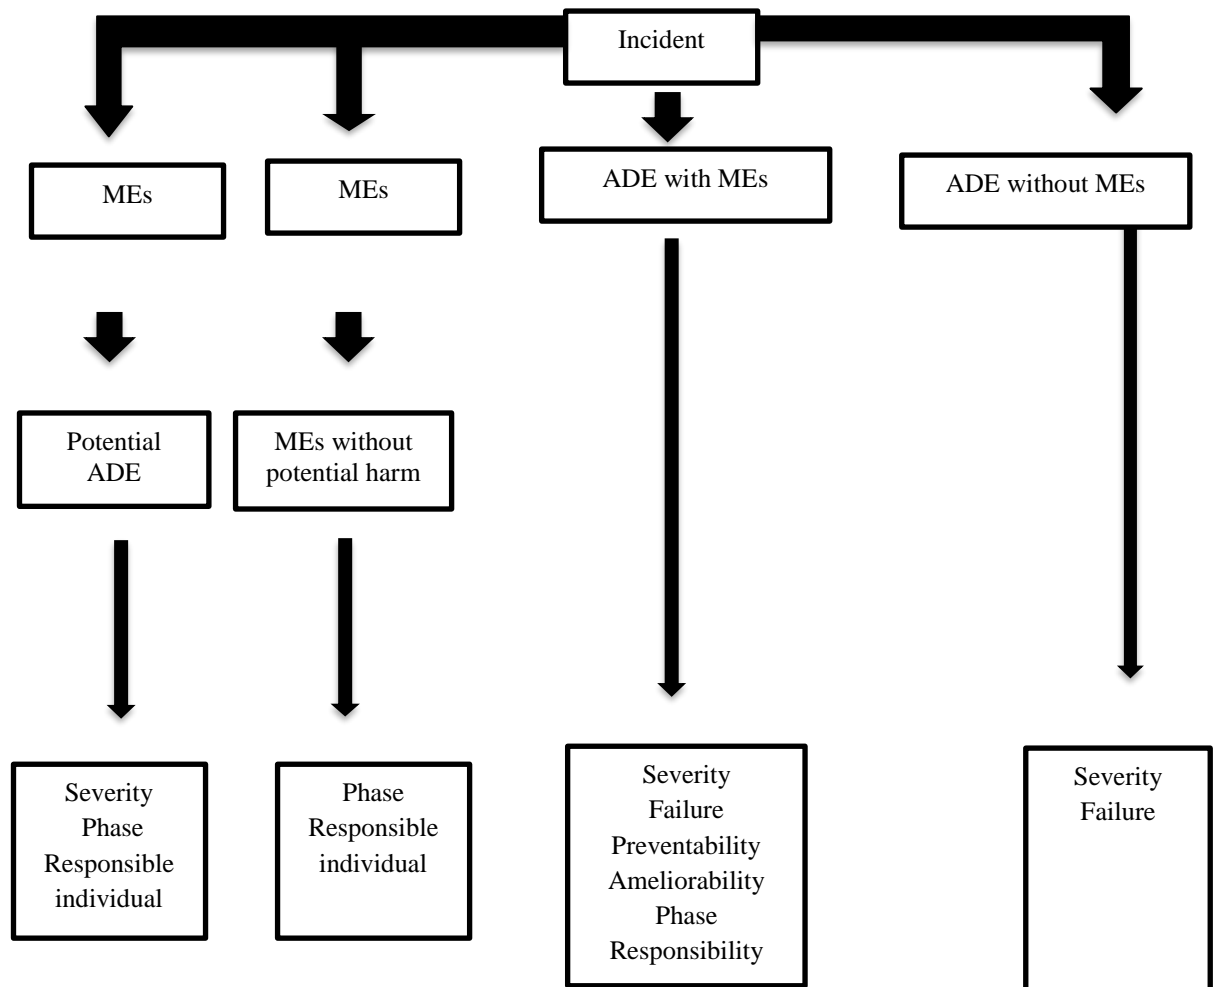 Incident
MEs
MEs
ADE with MEs
ADE without MEs
Potential
ADE
MEs without
potential harm
Severity
Phase
Responsible
individual
Phase
Responsible
individual
Severity
Failure
Preventability
Ameliorability
Phase
Responsibility
Severity
Failure